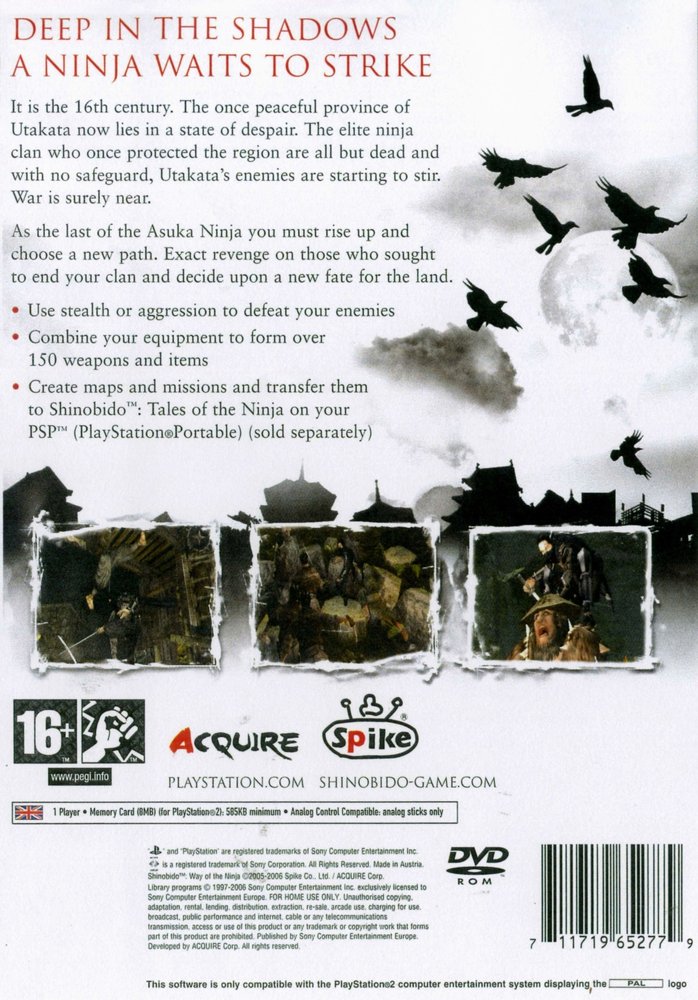 DEEP IN THE SHADOWS
A NINJA WAITS TO STRIKE
It is the 16th century. The once peaceful province of
Utakata now lies in a state of despair. The elite ninja
clan who once protected the region are all but dead and
with no safeguard, Utakata's enemies are starting to stir.
War is surely near.
As the last of the Asuka Ninja you must rise up and
choose a new path. Exact revenge on those who sought
to end your clan and decide upon a new fate for the land.
• Use stealth or aggression to defeat your enemies
• Combine your equipment to form over
150 weapons and items
• Create maps and missions and transfer them
to Shinobido™: Tales of the Ninja on your
PSP™ (PlayStation®Portable) (sold separately)
16+
www.pegi.info
ACQUIRE
Spike®
PLAYSTATION.COM SHINOBIDO-GAME.COM
1 Player • Memory Card (8MB) (for PlayStation®2): 585KB minimum • Analog Control Compatible: analog sticks only
and "PlayStation" are registered trademarks of Sony Computer Entertainment Inc.
is a registered trademark of Sony Corporation. All Rights Reserved. Made in Austria.
Shinobido™: Way of the Ninja ©2005-2006 Spike Co., Ltd. / ACQUIRE Corp.
Library programs © 1997-2006 Sony Computer Entertainment Inc. exclusively licensed to
Sony Computer Entertainment Europe. FOR HOME USE ONLY. Unauthorised copying,
adaptation, rental, lending, distribution, extraction, re-sale, arcade use, charging for use,
broadcast, public performance and internet, cable or any telecommunications
transmission, access or use of this product or any trademark or copyright work that forms
part of this product are prohibited. Published by Sony Computer Entertainment Europe.
Developed by ACQUIRE Corp. All rights reserved.
DVD
ROM
7 11719 65277 9
This software is only compatible with the PlayStation®2 computer entertainment system displaying the PAL logo